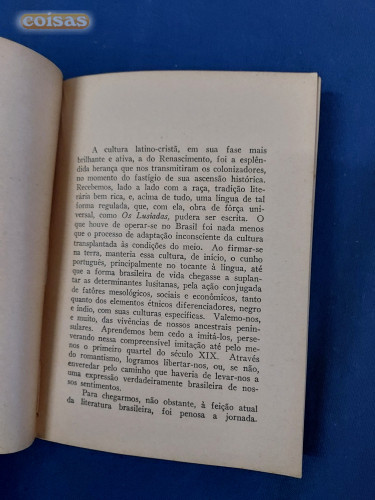 coisas
A cultura latino-cristã, em sua fase mais
brilhante e ativa, a do Renascimento, foi a esplên-
dida herança que nos transmitiram os colonizadores,
no momento do fastígio de sua ascensão histórica.
Recebemos, lado a lado com a raça, tradição lite-
rária bem rica, e, acima de tudo, uma língua de tal
forma regulada, que, com ela, obra de fôrça uni-
versal, como Os Lusíadas, pudera ser escrita. O
que houve de operar-se no Brasil foi nada menos
que o processo de adaptação inconsciente da cultura
transplantada às condições do meio. Ao firmar-se
na terra, manteria essa cultura, de início, o cunho
português, principalmente no tocante à língua, até
que a forma brasileira de vida chegasse a suplan-
tar as determinantes lusitanas, pela ação conjugada
de fatôres mesológicos, sociais e econômicos, tanto
quanto dos elementos étnicos diferenciadores, negro
e índio, com suas culturas específicas. Valemo-nos,
e muito, das vivências de nossos ancestrais penin-
sulares. Aprendemos bem cedo a imitá-los, perse-
verando nessa compreensível imitação até pelo me-
nos o primeiro quartel do século XIX. Através
do romantismo, logramos libertar-nos, ou, se não,
enveredar pelo caminho que haveria de levar-nos a
uma expressão verdadeiramente brasileira de nos-
sos sentimentos.
Para chegarmos, não obstante, à feição atual
da literatura brasileira, foi penosa a jornada.